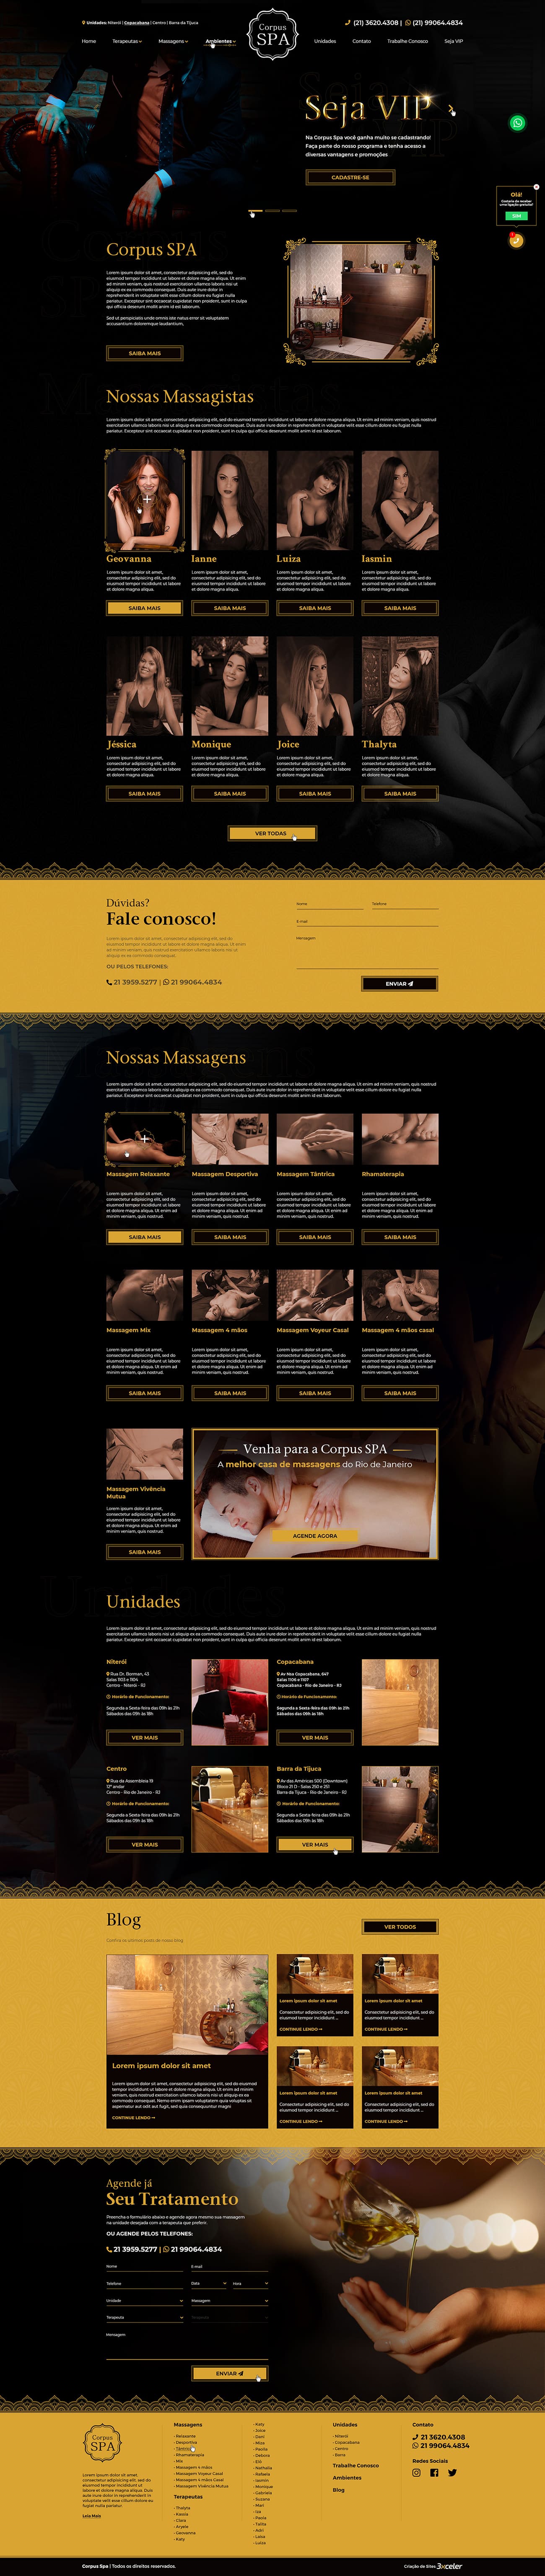 Unidades: Niterói | Copacabana | Centro | Barra da Tijuca
(21) 3620.4308 | (21) 99064.4834
Home
Terapeutas
Massagens
Ambientes
Corpus
SPA
Unidades
Contato
Trabalhe Conosco
Seja VIP
Seja VIP
Na Corpus Spa você ganha muito se cadastrando!
Faça parte do nosso programa e tenha acesso a
diversas vantagens e promoções
CADASTRE-SE
Olá!
Gostaria de receber
uma ligação gratuita?
SIM
Corpus SPA
Lorem ipsum dolor sit amet, consectetur adipisicing elit, sed do
eiusmod tempor incididunt ut labore et dolore magna aliqua. Ut enim
ad minim veniam, quis nostrud exercitation ullamco laboris nisi ut
aliquip ex ea commodo consequat. Duis aute irure dolor in
reprehenderit in voluptate velit esse cillum dolore eu fugiat nulla
pariatur. Excepteur sint occaecat cupidatat non proident, sunt in culpa
qui officia deserunt mollit anim id est laborum.
Sed ut perspiciatis unde omnis iste natus error sit voluptatem
accusantium doloremque laudantium,
SAIBA MAIS
Nossas Massagistas
Lorem ipsum dolor sit amet, consectetur adipisicing elit, sed do eiusmod tempor incididunt ut labore et dolore magna aliqua. Ut enim ad minim veniam, quis nostrud
exercitation ullamco laboris nisi ut aliquip ex ea commodo consequat. Duis aute irure dolor in reprehenderit in voluptate velit esse cillum dolore eu fugiat nulla
pariatur. Excepteur sint occaecat cupidatat non proident, sunt in culpa qui officia deserunt mollit anim id est laborum.
Geovanna
Lorem ipsum dolor sit amet,
consectetur adipisicing elit, sed do
eiusmod tempor incididunt ut labore
et dolore magna aliqua.
SAIBA MAIS
Ianne
Lorem ipsum dolor sit amet,
consectetur adipisicing elit, sed do
eiusmod tempor incididunt ut labore
et dolore magna aliqua.
SAIBA MAIS
Luiza
Lorem ipsum dolor sit amet,
consectetur adipisicing elit, sed do
eiusmod tempor incididunt ut labore
et dolore magna aliqua.
SAIBA MAIS
Iasmin
Lorem ipsum dolor sit amet,
consectetur adipisicing elit, sed do
eiusmod tempor incididunt ut labore
et dolore magna aliqua.
SAIBA MAIS
Jéssica
Lorem ipsum dolor sit amet,
consectetur adipisicing elit, sed do
eiusmod tempor incididunt ut labore
et dolore magna aliqua.
SAIBA MAIS
Monique
Lorem ipsum dolor sit amet,
consectetur adipisicing elit, sed do
eiusmod tempor incididunt ut labore
et dolore magna aliqua.
SAIBA MAIS
Joice
Lorem ipsum dolor sit amet,
consectetur adipisicing elit, sed do
eiusmod tempor incididunt ut labore
et dolore magna aliqua.
SAIBA MAIS
Thalyta
Lorem ipsum dolor sit amet,
consectetur adipisicing elit, sed do
eiusmod tempor incididunt ut labore
et dolore magna aliqua.
SAIBA MAIS
VER TODAS
Dúvidas?
Fale conosco!
Lorem ipsum dolor sit amet, consectetur adipisicing elit, sed do
eiusmod tempor incididunt ut labore et dolore magna aliqua. Ut enim
ad minim veniam, quis nostrud exercitation ullamco laboris nisi ut
aliquip ex ea commodo consequat.
OU PELOS TELEFONES:
21 3959.5277 | 21 99064.4834
Nome
Telefone
E-mail
Mensagem
ENVIAR
Nossas Massagens
Lorem ipsum dolor sit amet, consectetur adipisicing elit, sed do eiusmod tempor incididunt ut labore et dolore magna aliqua. Ut enim ad minim veniam, quis nostrud
exercitation ullamco laboris nisi ut aliquip ex ea commodo consequat. Duis aute irure dolor in reprehenderit in voluptate velit esse cillum dolore eu fugiat nulla
pariatur. Excepteur sint occaecat cupidatat non proident, sunt in culpa qui officia deserunt mollit anim id est laborum.
Massagem Relaxante
Lorem ipsum dolor sit amet,
consectetur adipisicing elit, sed do
eiusmod tempor incididunt ut labore
et dolore magna aliqua. Ut enim ad
minim veniam, quis nostrud.
SAIBA MAIS
Massagem Desportiva
Lorem ipsum dolor sit amet,
consectetur adipisicing elit, sed do
eiusmod tempor incididunt ut labore
et dolore magna aliqua. Ut enim ad
minim veniam, quis nostrud.
SAIBA MAIS
Massagem Tântrica
Lorem ipsum dolor sit amet,
consectetur adipisicing elit, sed do
eiusmod tempor incididunt ut labore
et dolore magna aliqua. Ut enim ad
minim veniam, quis nostrud.
SAIBA MAIS
Rhamaterapia
Lorem ipsum dolor sit amet,
consectetur adipisicing elit, sed do
eiusmod tempor incididunt ut labore
et dolore magna aliqua. Ut enim ad
minim veniam, quis nostrud.
SAIBA MAIS
Massagem Mix
Lorem ipsum dolor sit amet,
consectetur adipisicing elit, sed do
eiusmod tempor incididunt ut labore
et dolore magna aliqua. Ut enim ad
minim veniam, quis nostrud.
SAIBA MAIS
Massagem 4 mãos
Lorem ipsum dolor sit amet,
consectetur adipisicing elit, sed do
eiusmod tempor incididunt ut labore
et dolore magna aliqua. Ut enim ad
minim veniam, quis nostrud.
SAIBA MAIS
Massagem Voyeur Casal
Lorem ipsum dolor sit amet,
consectetur adipisicing elit, sed do
eiusmod tempor incididunt ut labore
et dolore magna aliqua. Ut enim ad
minim veniam, quis nostrud.
SAIBA MAIS
Massagem 4 mãos casal
Lorem ipsum dolor sit amet,
consectetur adipisicing elit, sed do
eiusmod tempor incididunt ut labore
et dolore magna aliqua. Ut enim ad
minim veniam, quis nostrud.
SAIBA MAIS
Massagem Vivência
Mutua
Lorem ipsum dolor sit amet,
consectetur adipisicing elit, sed do
eiusmod tempor incididunt ut labore
et dolore magna aliqua. Ut enim ad
minim veniam, quis nostrud.
SAIBA MAIS
Venha para a Corpus SPA
A melhor casa de massagens do Rio de Janeiro
AGENDE AGORA
Unidades
Lorem ipsum dolor sit amet, consectetur adipisicing elit, sed do eiusmod tempor incididunt ut labore et dolore magna aliqua. Ut enim ad minim veniam, quis nostrud
exercitation ullamco laboris nisi ut aliquip ex ea commodo consequat. Duis aute irure dolor in reprehenderit in voluptate velit esse cillum dolore eu fugiat nulla
pariatur. Excepteur sint occaecat cupidatat non proident, sunt in culpa qui officia deserunt mollit anim id est laborum.
Niterói
Rua Dr. Borman, 43
Salas 1103 e 1104
Centro - Niterói - RJ
Horário de Funcionamento:
Segunda a Sexta-feira das 09h às 21h
Sábados das 09h às 18h
VER MAIS
Copacabana
Av Nsa Copacabana, 647
Salas 1106 e 1107
Copacabana - Rio de Janeiro - RJ
Horário de Funcionamento:
Segunda a Sexta-feira das 09h às 21h
Sábados das 09h às 18h
VER MAIS
Centro
Rua da Assembleia 19
12º andar
Centro - Rio de Janeiro - RJ
Horário de Funcionamento:
Segunda a Sexta-feira das 09h às 21h
Sábados das 09h às 18h
VER MAIS
Barra da Tijuca
Av das Américas 500 (Downtown)
Bloco 21 D - Salas 250 e 251
Barra da Tijuca - Rio de Janeiro - RJ
Horário de Funcionamento:
Segunda a Sexta-feira das 09h às 21h
Sábados das 09h às 18h
VER MAIS
Blog
Confira os últimos posts de nosso blog
VER TODOS
Lorem ipsum dolor sit amet
Lorem ipsum dolor sit amet, consectetur adipisicing elit, sed do
eiusmod tempor incididunt ut labore et dolore magna aliqua. Ut enim
ad minim veniam, quis nostrud exercitation ullamco laboris nisi ut
CONTINUE LENDO
Lorem ipsum dolor sit amet
Consectetur adipisicing elit, sed do
eiusmod tempor incididunt ...
CONTINUE LENDO
Lorem ipsum dolor sit amet
Consectetur adipisicing elit, sed do
eiusmod tempor incididunt ...
CONTINUE LENDO
Lorem ipsum dolor sit amet
Consectetur adipisicing elit, sed do
eiusmod tempor incididunt ...
CONTINUE LENDO
Lorem ipsum dolor sit amet
Consectetur adipisicing elit, sed do
eiusmod tempor incididunt ...
CONTINUE LENDO
Agende já
Seu Tratamento
Preencha o formulário abaixo e agende agora mesmo sua massagem
na unidade desejada com a terapeuta que preferir.
OU AGENDE PELOS TELEFONES:
21 3959.5277 | 21 99064.4834
Nome
E-mail
Telefone
Data
Hora
Unidade
Massagem
Terapeuta
Mensagem
ENVIAR
Corpus
SPA
Lorem ipsum dolor sit amet,
consectetur adipisicing elit, sed do
eiusmod tempor incididunt ut labore
et dolore magna aliqua. Duis aute
irure dolor in reprehenderit in
voluptate velit esse cillum dolore eu
fugiat nulla pariatur
Leia Mais
Massagens
- Relaxante
- Desportiva
- Tântrica
- Rhamaterapia
- Mix
- Massagem 4 mãos
- Massagem Voyeur Casal
- Massagem 4 mãos Casal
- Massagem Vivência Mutua
Terapeutas
- Thalyta
- Kassia
- Clara
- Aryele
- Geovanna
- Katy
- Katy
- Joice
- Dani
- Mica
- Paolla
- Débora
- Elli
- Nathalia
- Rafaela
- Iasmin
- Monique
- Gabriela
- Suzane
- Mari
- Isa
- Paula
- Talita
- Adri
- Laisa
- Luiza
Unidades
- Niterói
- Copacabana
- Centro
- Barra
Trabalhe Conosco
Ambientes
Blog
Contato
21 3620.4308
21 99064.4834
Redes Sociais
Corpus Spa | Todos os direitos reservados.
Criação de Sites 3xceler